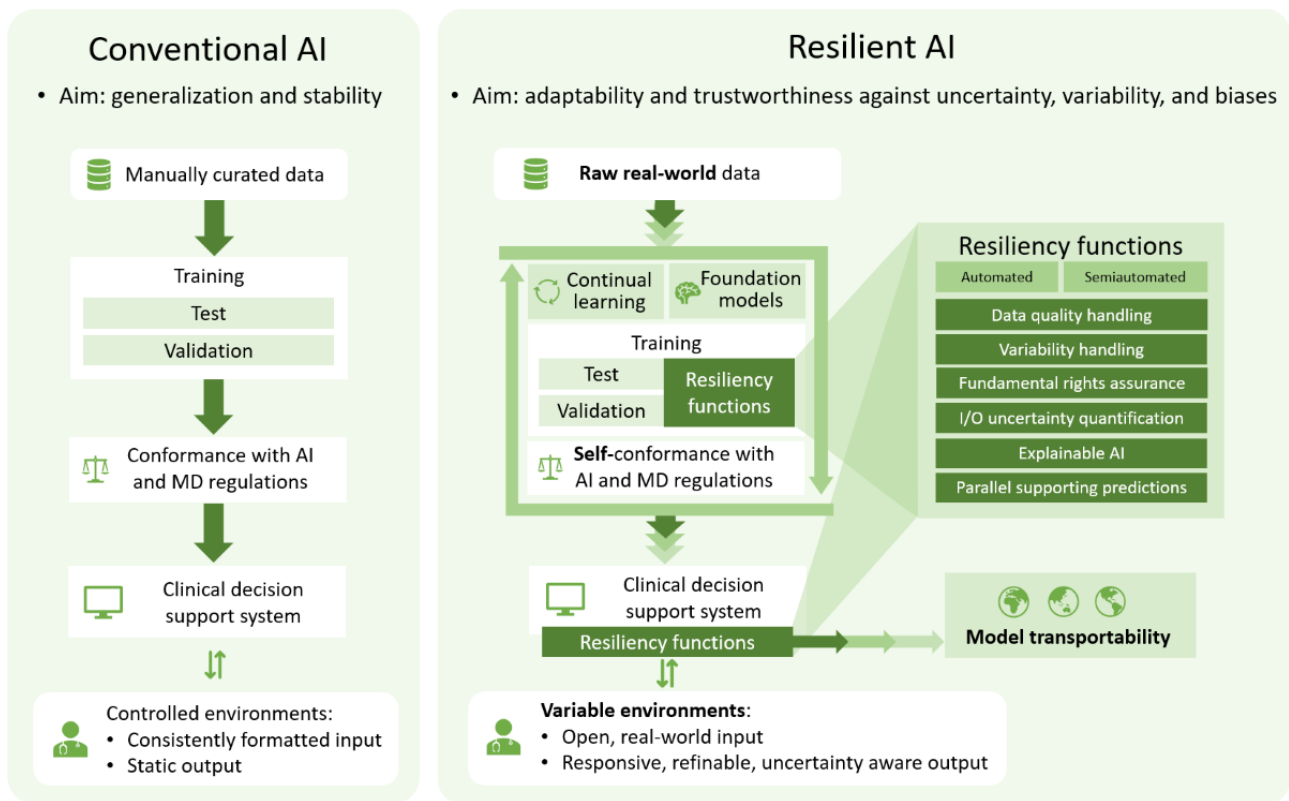 Conventional AI
• Aim: generalization and stability
Manually curated data
Training
Test
Validation
Conformance with AI
and MD regulations
Clinical decision
support system
Controlled environments:
• Consistently formatted input
• Static output
Resilient AI
• Aim: adaptability and trustworthiness against uncertainty, variability, and biases
Raw real-world data
Continual
learning
Foundation
models
Training
Test
Validation
Resiliency
functions
Self-conformance with
AI and MD regulations
Clinical decision
support system
Resiliency functions
Variable environments:
• Open, real-world input
• Responsive, refinable, uncertainty aware output
Resiliency functions
Automated
Semiautomated
Data quality handling
Variability handling
Fundamental rights assurance
I/O uncertainty quantification
Explainable AI
Parallel supporting predictions
Model transportability